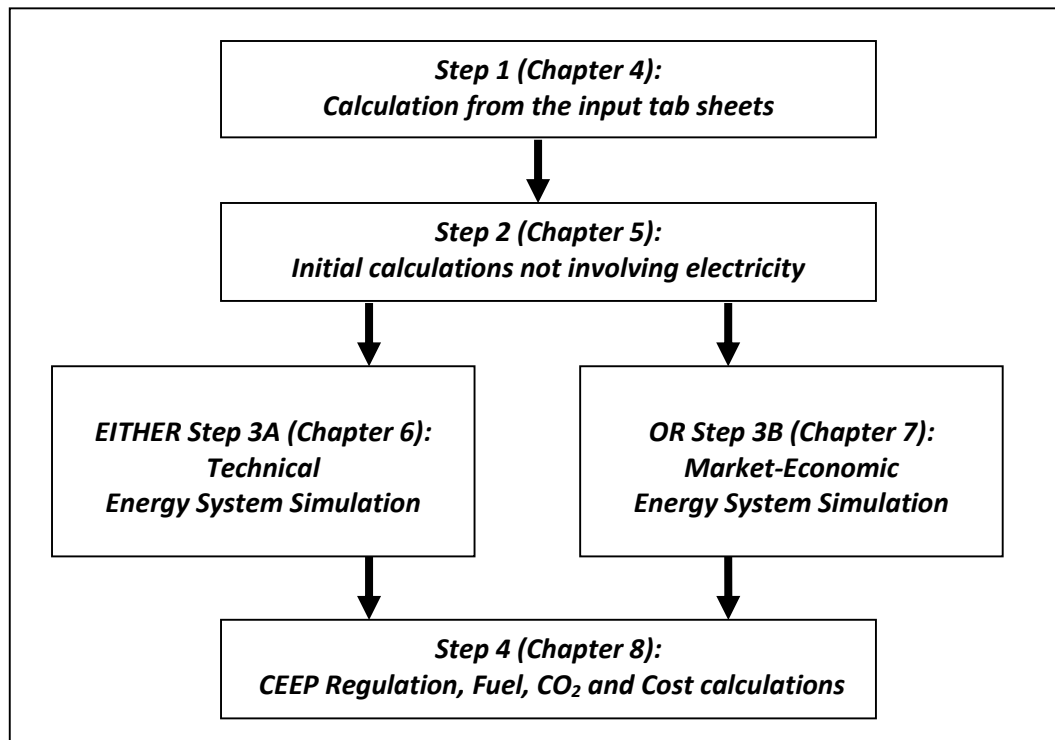 Step 1 (Chapter 4):
Calculation from the input tab sheets
Step 2 (Chapter 5):
Initial calculations not involving electricity
EITHER Step 3A (Chapter 6):
Technical
Energy System Simulation
OR Step 3B (Chapter 7):
Market-Economic
Energy System Simulation
Step 4 (Chapter 8):
CEEP Regulation, Fuel, CO₂ and Cost calculations